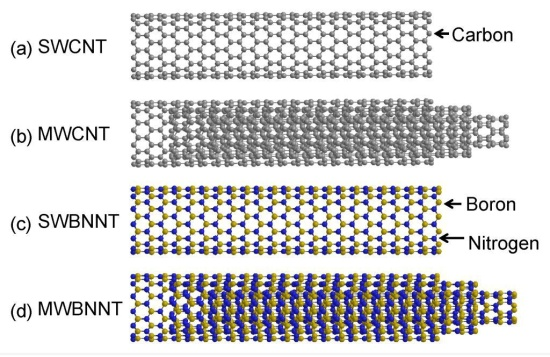 (a) SWCNT
Carbon
(b) MWCNT
(c) SWBNNT
Boron
Nitrogen
(d) MWBNNT